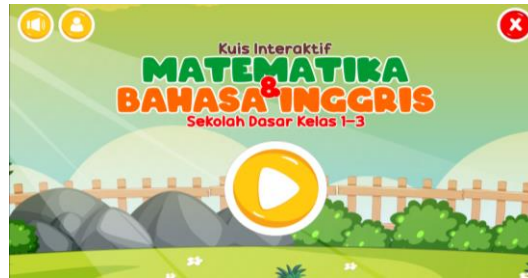 Kuis Interaktif
MATEMATIKA
&
BAHASA INGGRIS
Sekolah Dasar Kelas 1-3